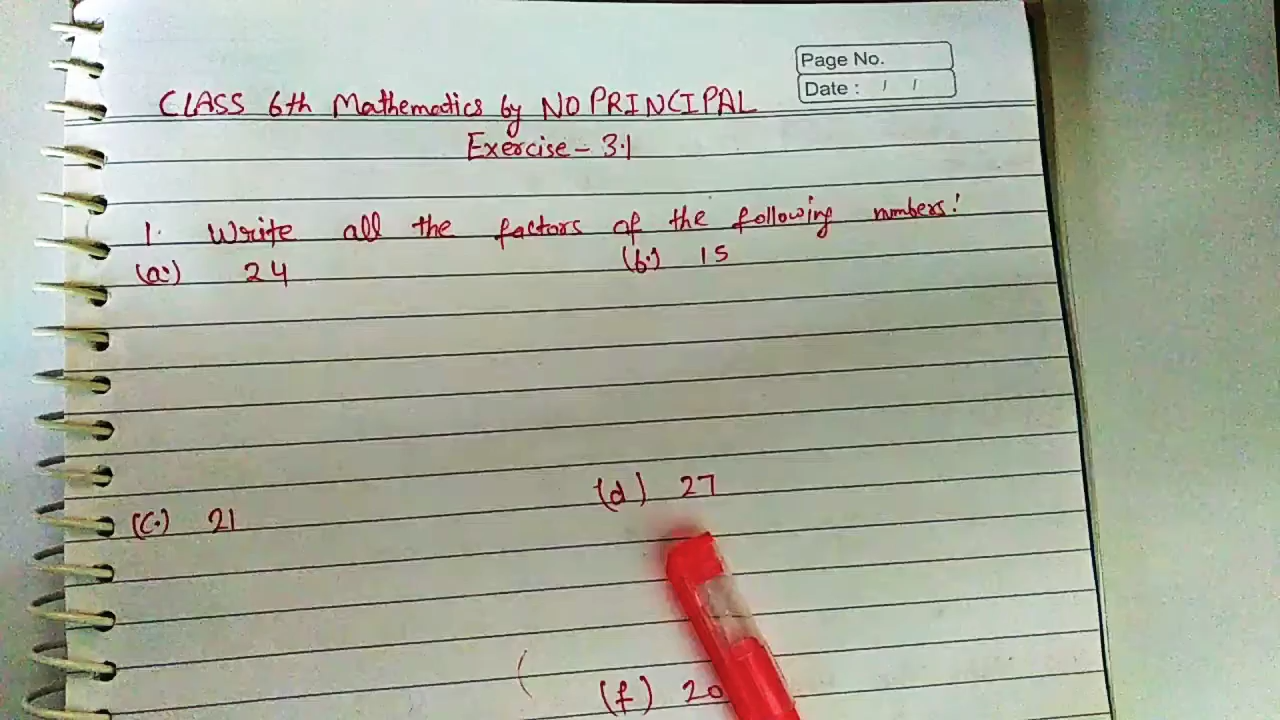 Page No.
Date : / /
CLASS 6th Mathematics by NO PRINCIPAL
Exercise - 3.1
1. Write all the factors of the following numbers:
(a.) 24 (b.) 15
(c.) 21 (d) 27
(f) 20